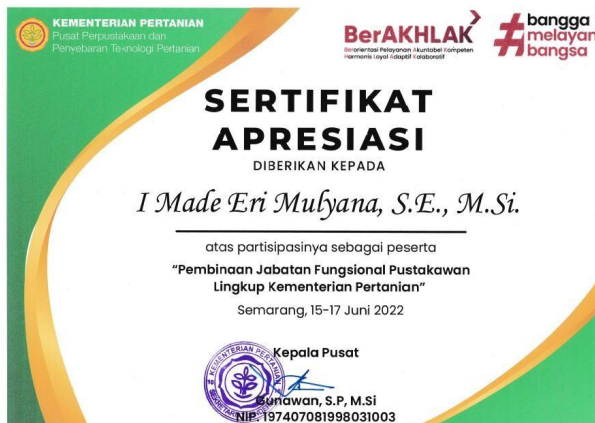 KEMENTERIAN PERTANIAN
Pusat Perpustakaan dan
Penyebaran Teknologi Pertanian
BerAKHLAK
Berorientasi Pelayanan Akuntabel Kompeten
Harmonis Loyal Adaptif Kolaboratif
#bangga
melayani
bangsa
SERTIFIKAT
APRESIASI
DIBERIKAN KEPADA
I Made Eri Mulyana, S.E., M.Si.
atas partisipasinya sebagai peserta
“Pembinaan Jabatan Fungsional Pustakawan
Lingkup Kementerian Pertanian”
Semarang, 15-17 Juni 2022
Kepala Pusat
KEMENTERIAN PERTANIAN
Gunawan, S.P, M.Si
NIP. 197407081998031003